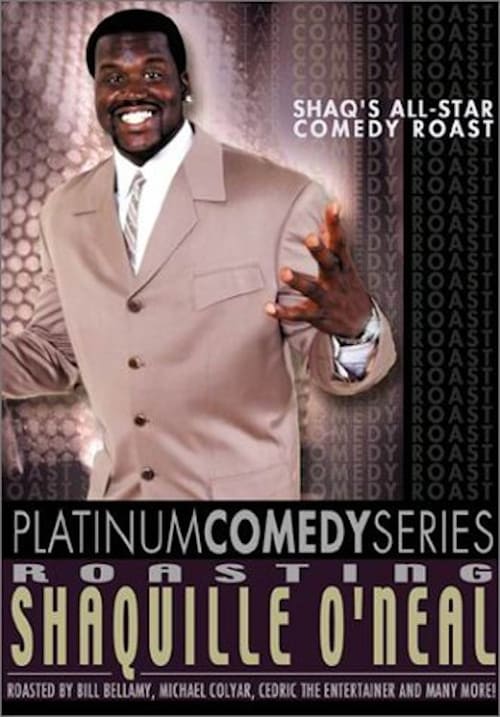 SHAQ'S ALL-STAR
COMEDY ROAST
PLATINUMCOMEDYSERIES
ROASTING
SHAQUILLE O'NEAL
ROASTED BY BILL BELLAMY, MICHAEL COLYAR, CEDRIC THE ENTERTAINER AND MANY MORE!